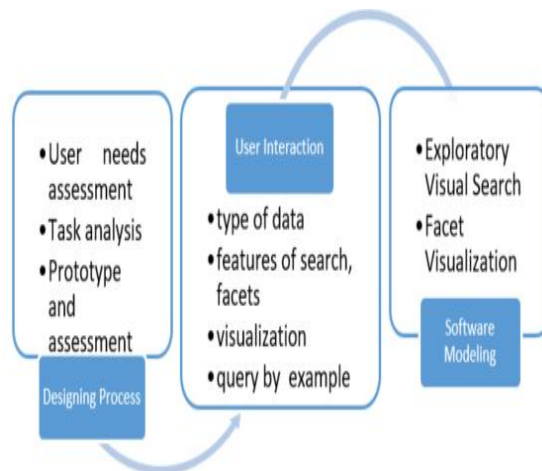 •User needs
assessment
•Task analysis
•Prototype
and
assessment
Designing Process
User Interaction
•type of data
•features of search,
facets
•visualization
•query by example
•Exploratory
Visual Search
•Facet
Visualization
Software
Modeling